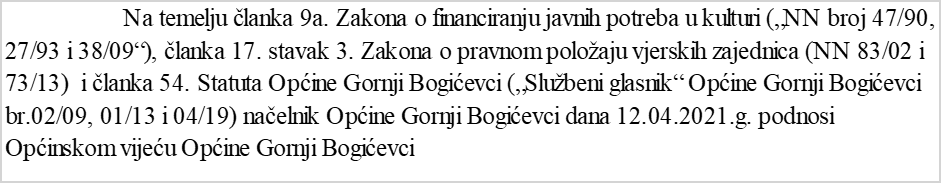 Na temelju članka 9a. Zakona o financiranju javnih potreba u kulturi („NN broj 47/90,
27/93 i 38/09“), članka 17. stavak 3. Zakona o pravnom položaju vjerskih zajednica (NN 83/02 i
73/13) i članka 54. Statuta Općine Gornji Bogićevci („Službeni glasnik“ Općine Gornji Bogićevci
br.02/09, 01/13 i 04/19) načelnik Općine Gornji Bogićevci dana 12.04.2021.g. podnosi
Općinskom vijeću Općine Gornji Bogićevci